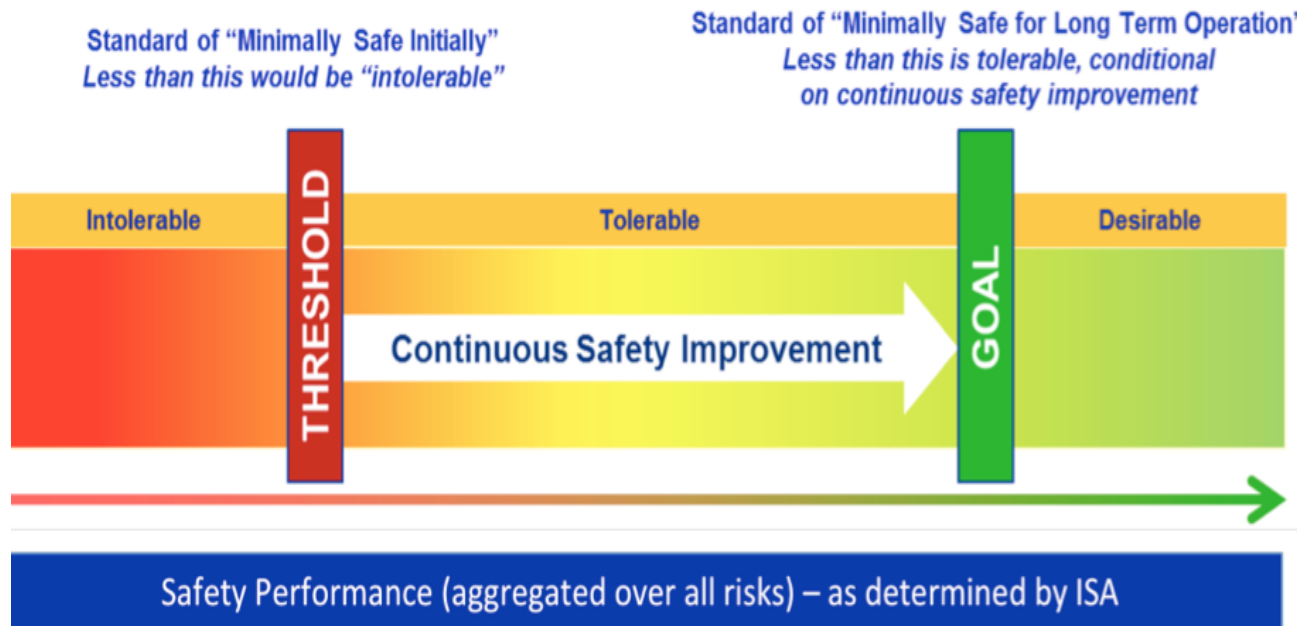 Standard of “Minimally Safe Initially”
Less than this would be “intolerable”
Standard of “Minimally Safe for Long Term Operation”
Less than this is tolerable, conditional
on continuous safety improvement
Intolerable
THRESHOLD
Tolerable
GOAL
Desirable
Continuous Safety Improvement
Safety Performance (aggregated over all risks) – as determined by ISA